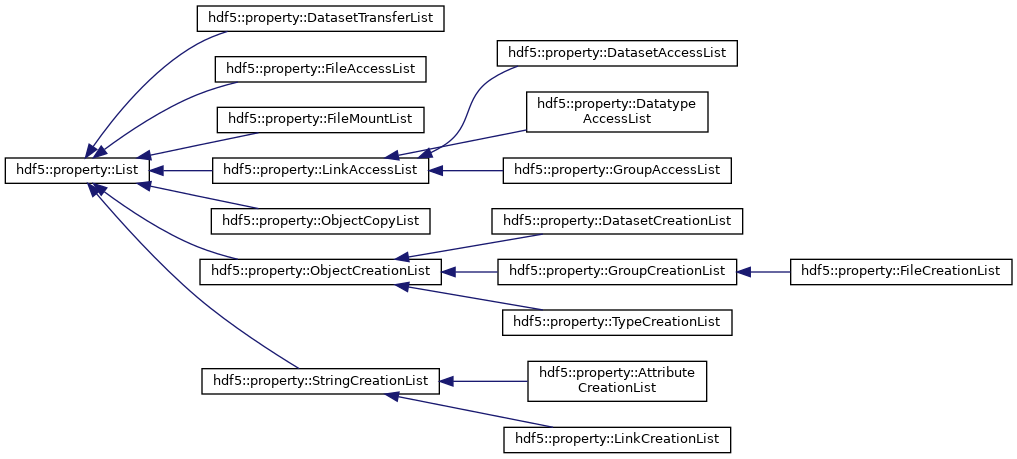 hdf5::property::DatasetTransferList
hdf5::property::DatasetAccessList
hdf5::property::FileAccessList
hdf5::property::Datatype
AccessList
hdf5::property::FileMountList
hdf5::property::List
hdf5::property::LinkAccessList
hdf5::property::GroupAccessList
hdf5::property::ObjectCopyList
hdf5::property::DatasetCreationList
hdf5::property::ObjectCreationList
hdf5::property::GroupCreationList
hdf5::property::FileCreationList
hdf5::property::TypeCreationList
hdf5::property::StringCreationList
hdf5::property::Attribute
CreationList
hdf5::property::LinkCreationList